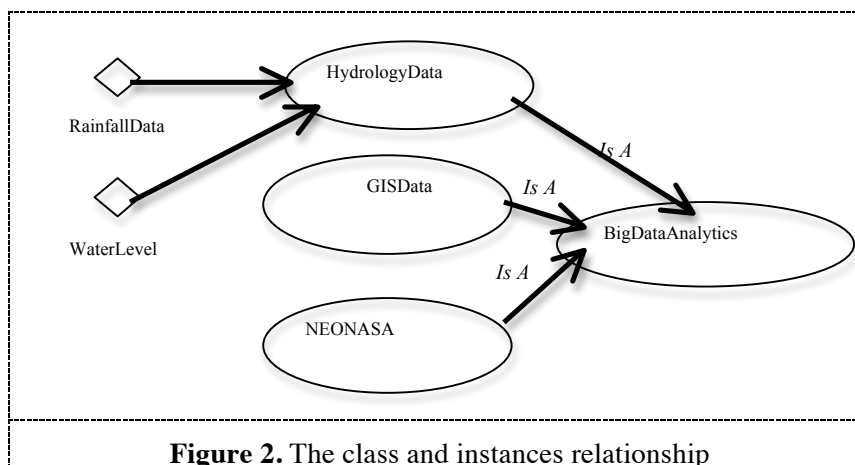 HydrologyData
RainfallData
Is A
GISData
Is A
WaterLevel
BigDataAnalytics
Is A
NEONASA
Figure 2. The class and instances relationship